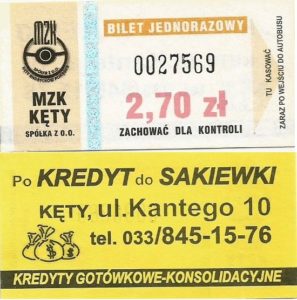 MZK
BILET JEDNORAZOWY
0027569
MZK
KĘTY
SPÓŁKA Z O.O.
2,70 zł
ZACHOWAĆ DLA KONTROLI
TU KASOWAĆ
ZARAZ PO WEJŚCIU DO AUTOBUSU
Po KREDYT do SAKIEWKI
KĘTY, ul.Kantego 10
tel. 033/845-15-76
KREDYTY GOTÓWKOWE-KONSOLIDACYJNE